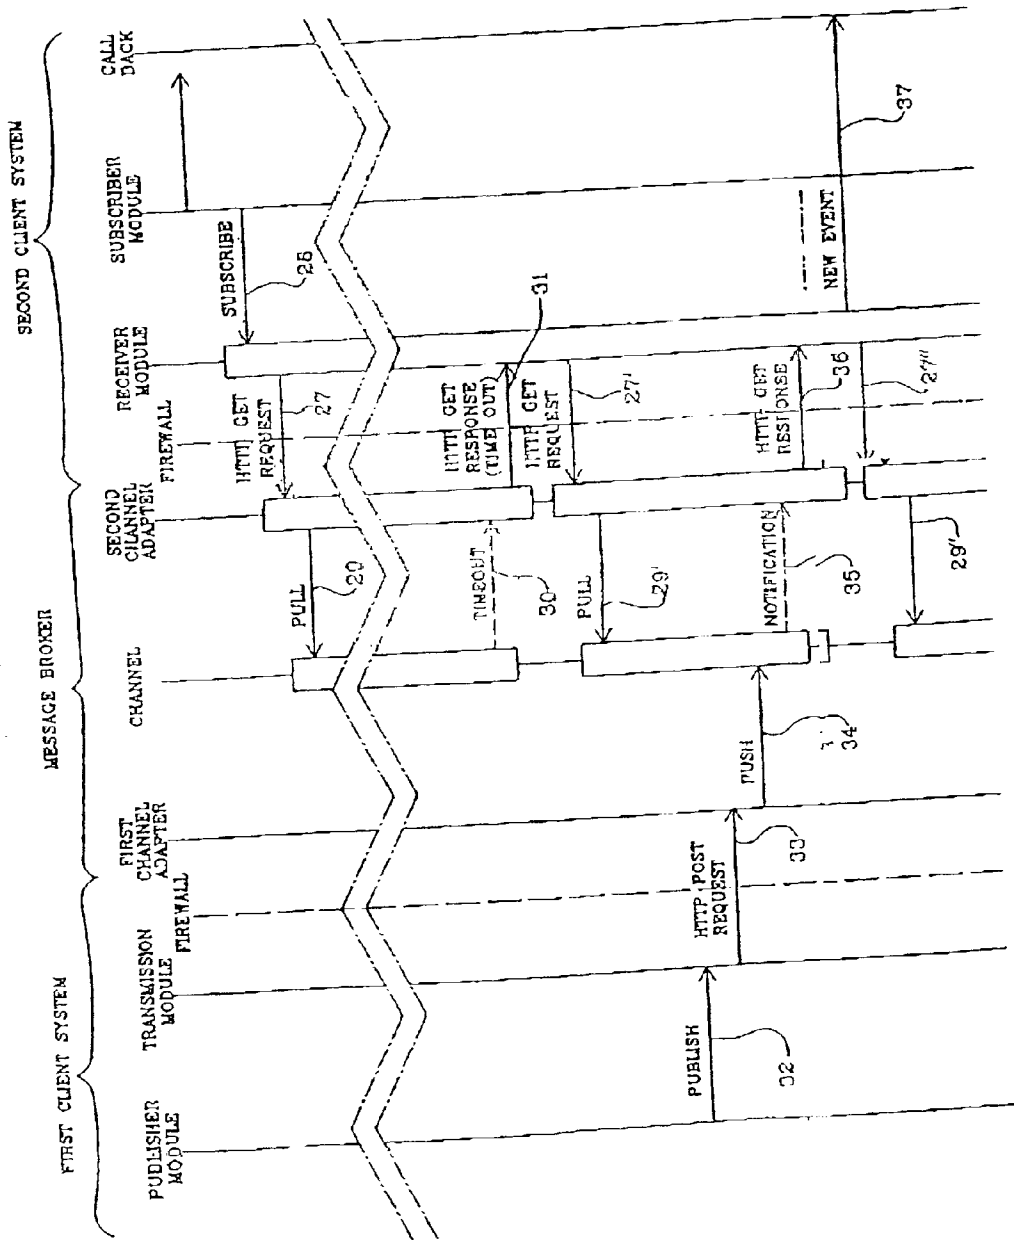 FIRST CLIENT SYSTEM
MESSAGE BROKER
SECOND CLIENT SYSTEM
PUBLISHER
MODULE
TRANSMISSION
MODULE
FIREWALL
FIRST
CHANNEL
ADAPTER
CHANNEL
SECOND
CHANNEL
ADAPTER
FIREWALL
RECEIVER
MODULE
SUBSCRIBER
MODULE
CALL
BACK
SUBSCRIBE
HTTP GET
REQUEST
27
PULL
29
TIMEOUT
30
HTTP GET
RESPONSE
(TIME OUT)
31
HTTP GET
REQUEST
27'
PULL
29'
PUBLISH
32
HTTP POST
REQUEST
33
PUSH
34
NOTIFICATION
35
HTTP GET
RESPONSE
36
NEW EVENT
37
27"
29"